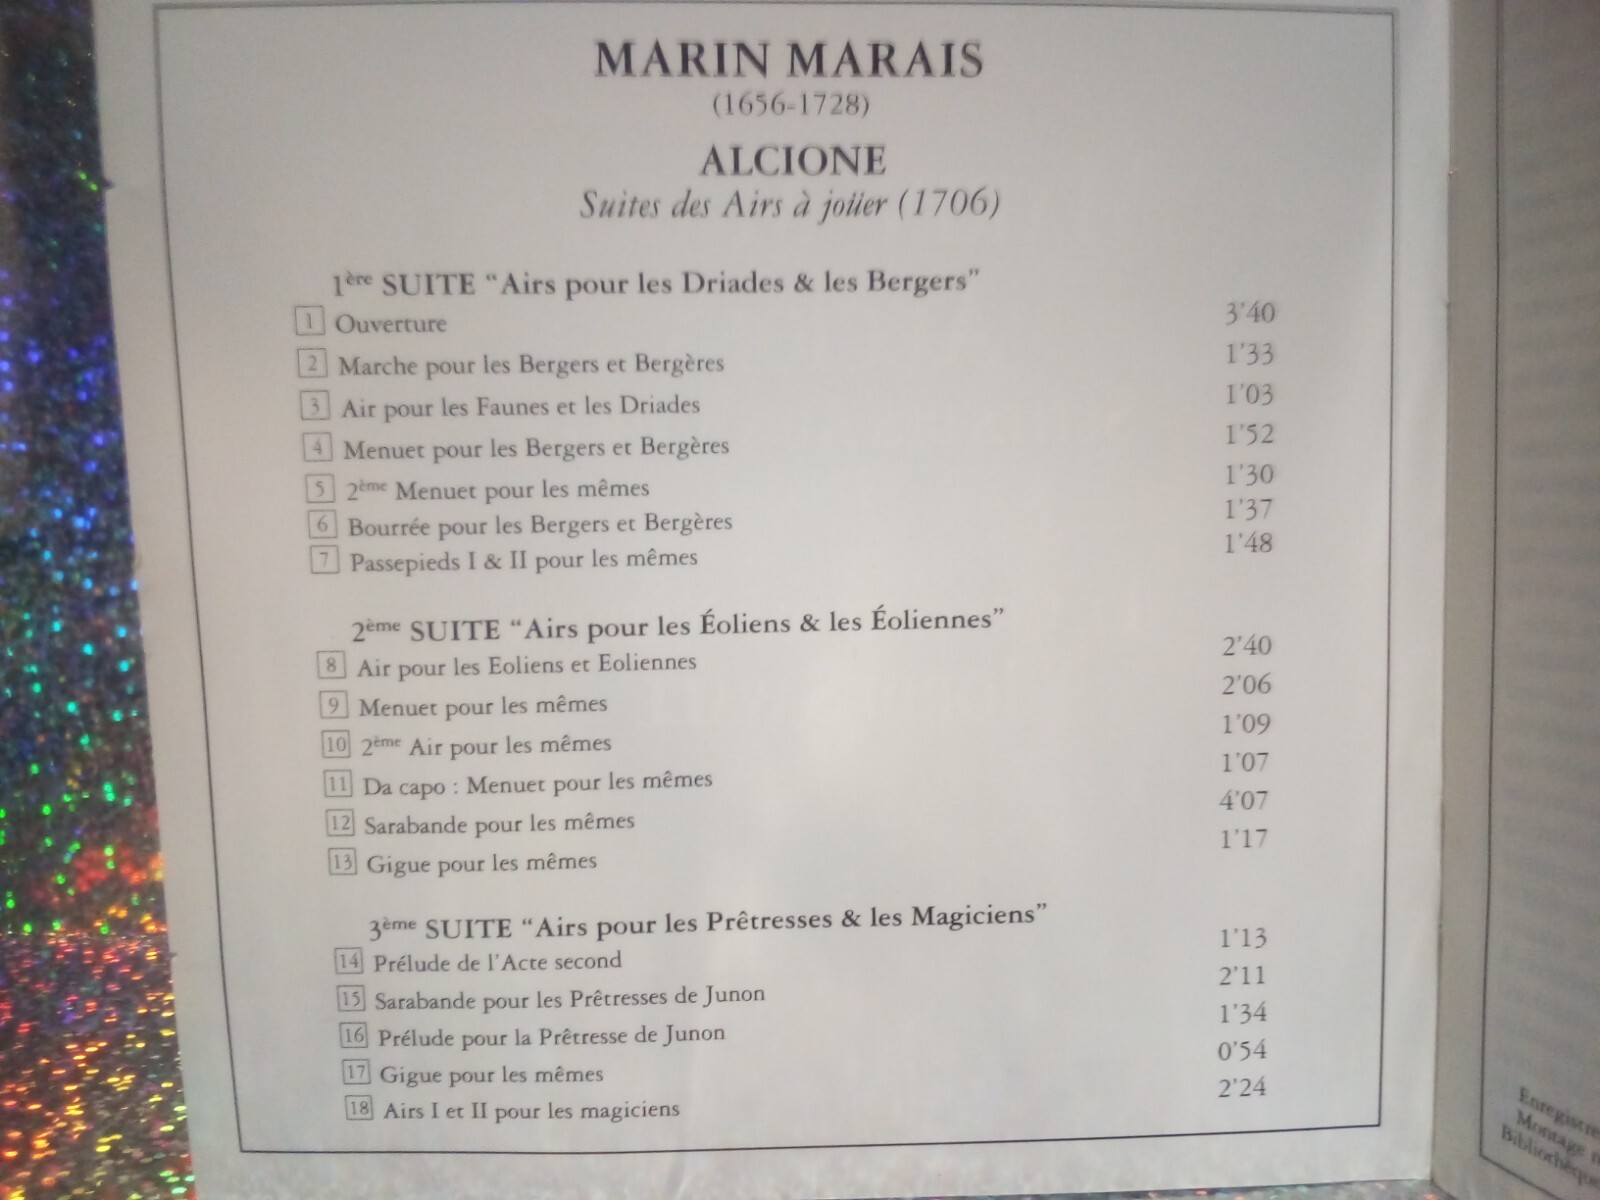 MARIN MARAIS
(1656-1728)
ALCIONE
Suites des Airs à joüer (1706)
1ère SUITE “Airs pour les Driades & les Bergers”
1 Ouverture 3'40
2 Marche pour les Bergers et Bergères 1'33
3 Air pour les Faunes et les Driades 1'03
4 Menuet pour les Bergers et Bergères 1'52
5 2ème Menuet pour les mêmes 1'30
6 Bourrée pour les Bergers et Bergères 1'37
7 Passepieds I & II pour les mêmes 1'48
2ème SUITE “Airs pour les Éoliens & les Éoliennes”
8 Air pour les Eoliens et Eoliennes 2'40
9 Menuet pour les mêmes 2'06
10 2ème Air pour les mêmes 1'09
11 Da capo : Menuet pour les mêmes 1'07
12 Sarabande pour les mêmes 4'07
13 Gigue pour les mêmes 1'17
3ème SUITE “Airs pour les Prêtresses & les Magiciens”
14 Prélude de l'Acte second 1'13
15 Sarabande pour les Prêtresses de Junon 2'11
16 Prélude pour la Prêtresse de Junon 1'34
17 Gigue pour les mêmes 0'54
18 Airs I et II pour les magiciens 2'24
Montage